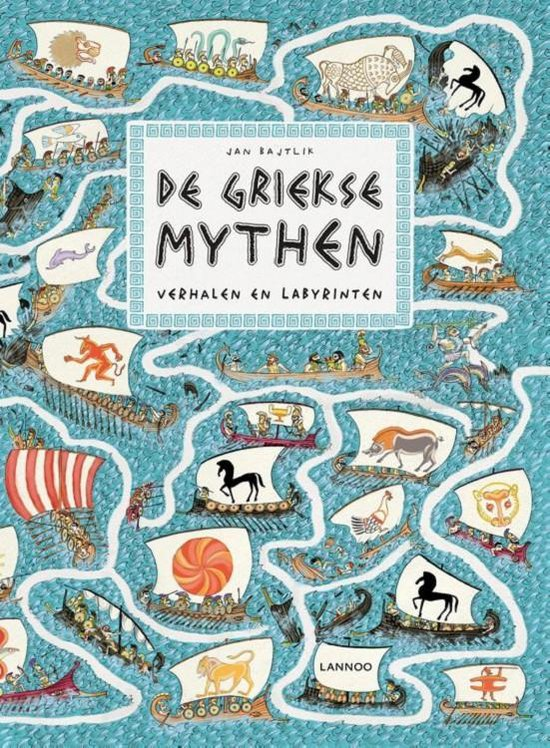 JAN BAJTLIK
DE GRIEKSE
MYTHEN
VERHALEN EN LABYRINTEN
LANNOO